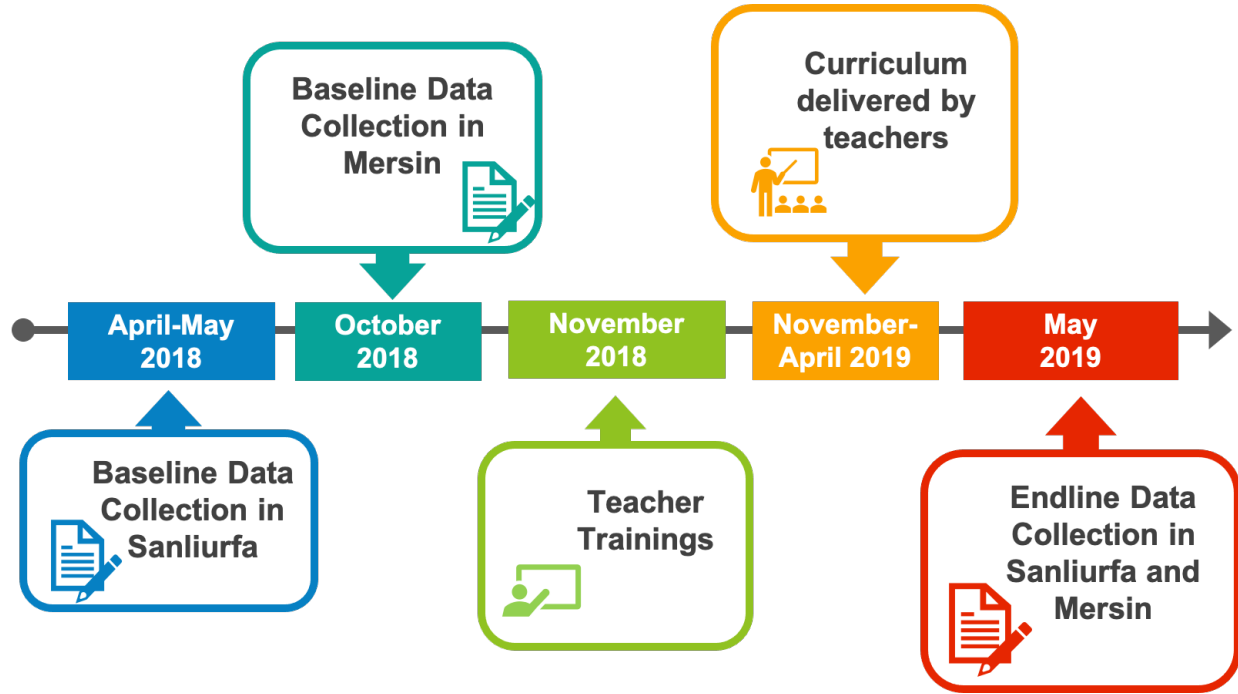 Baseline Data
Collection in
Mersin
Curriculum
delivered by
teachers
April-May
2018
October
2018
November
2018
November-
April 2019
May
2019
Baseline Data
Collection in
Sanliurfa
Teacher
Trainings
Endline Data
Collection in
Sanliurfa and
Mersin